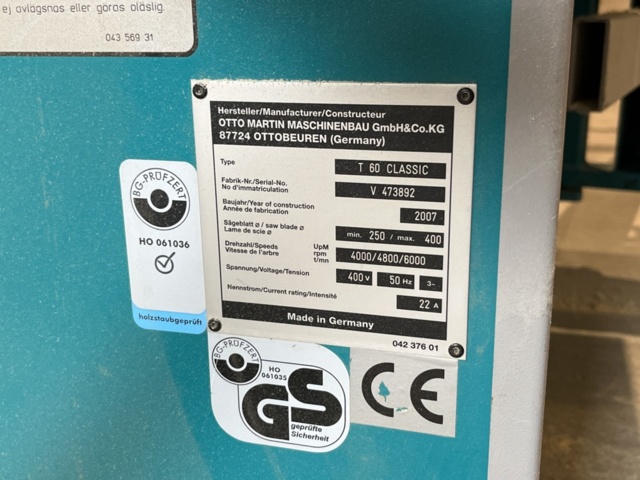 ej avlägsnas eller göras oläslig.
043 569 31
Hersteller/Manufacturer/Constructeur
OTTO MARTIN MASCHINENBAU GmbH&Co.KG
87724 OTTOBEUREN (Germany)
Type T 60 CLASSIC
Fabrik-Nr./Serial-No.
No d'immatriculation V 473892
Baujahr/Year of construction
Année de fabrication 2007
Sägeblatt ø / saw blade ø
Lame de scie ø min. 250 / max. 400
Drehzahl/Speeds UpM
Vitesse de l'arbre rpm 4000/4800/6000
t/mn
Spannung/Voltage/Tension 400 V 50 Hz 3~
Nennstrom/Current rating/Intensité 22 A
Made in Germany
042 376 01
BG-PRÜFZERT
HO 061036
holzstaubgeprüft
BG-PRÜFZERT
HO
061035
GS
geprüfte
Sicherheit
CE